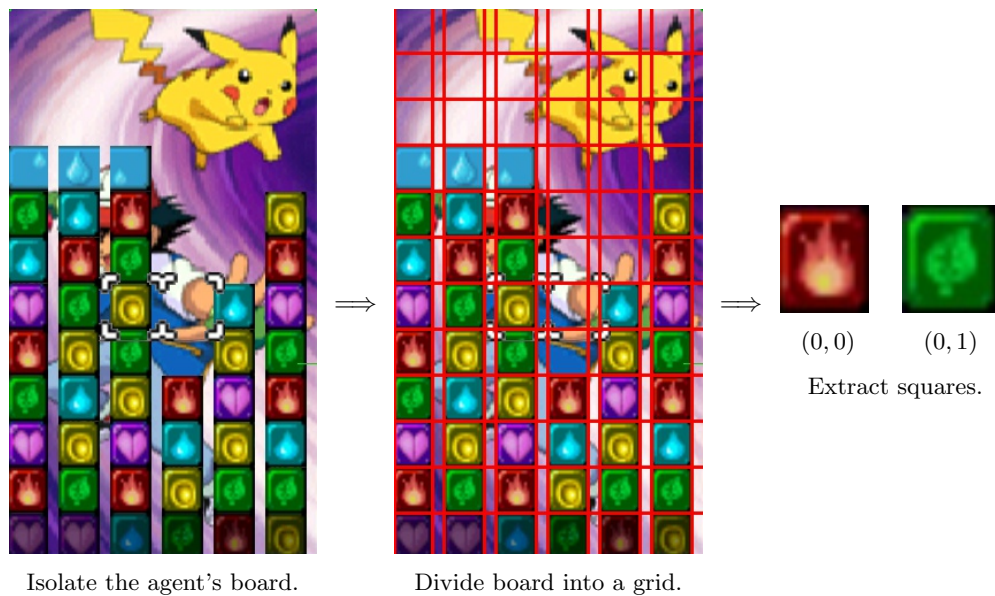 ⟹
⟹
(0, 0)
(0, 1)
Extract squares.
Isolate the agent's board.
Divide board into a grid.